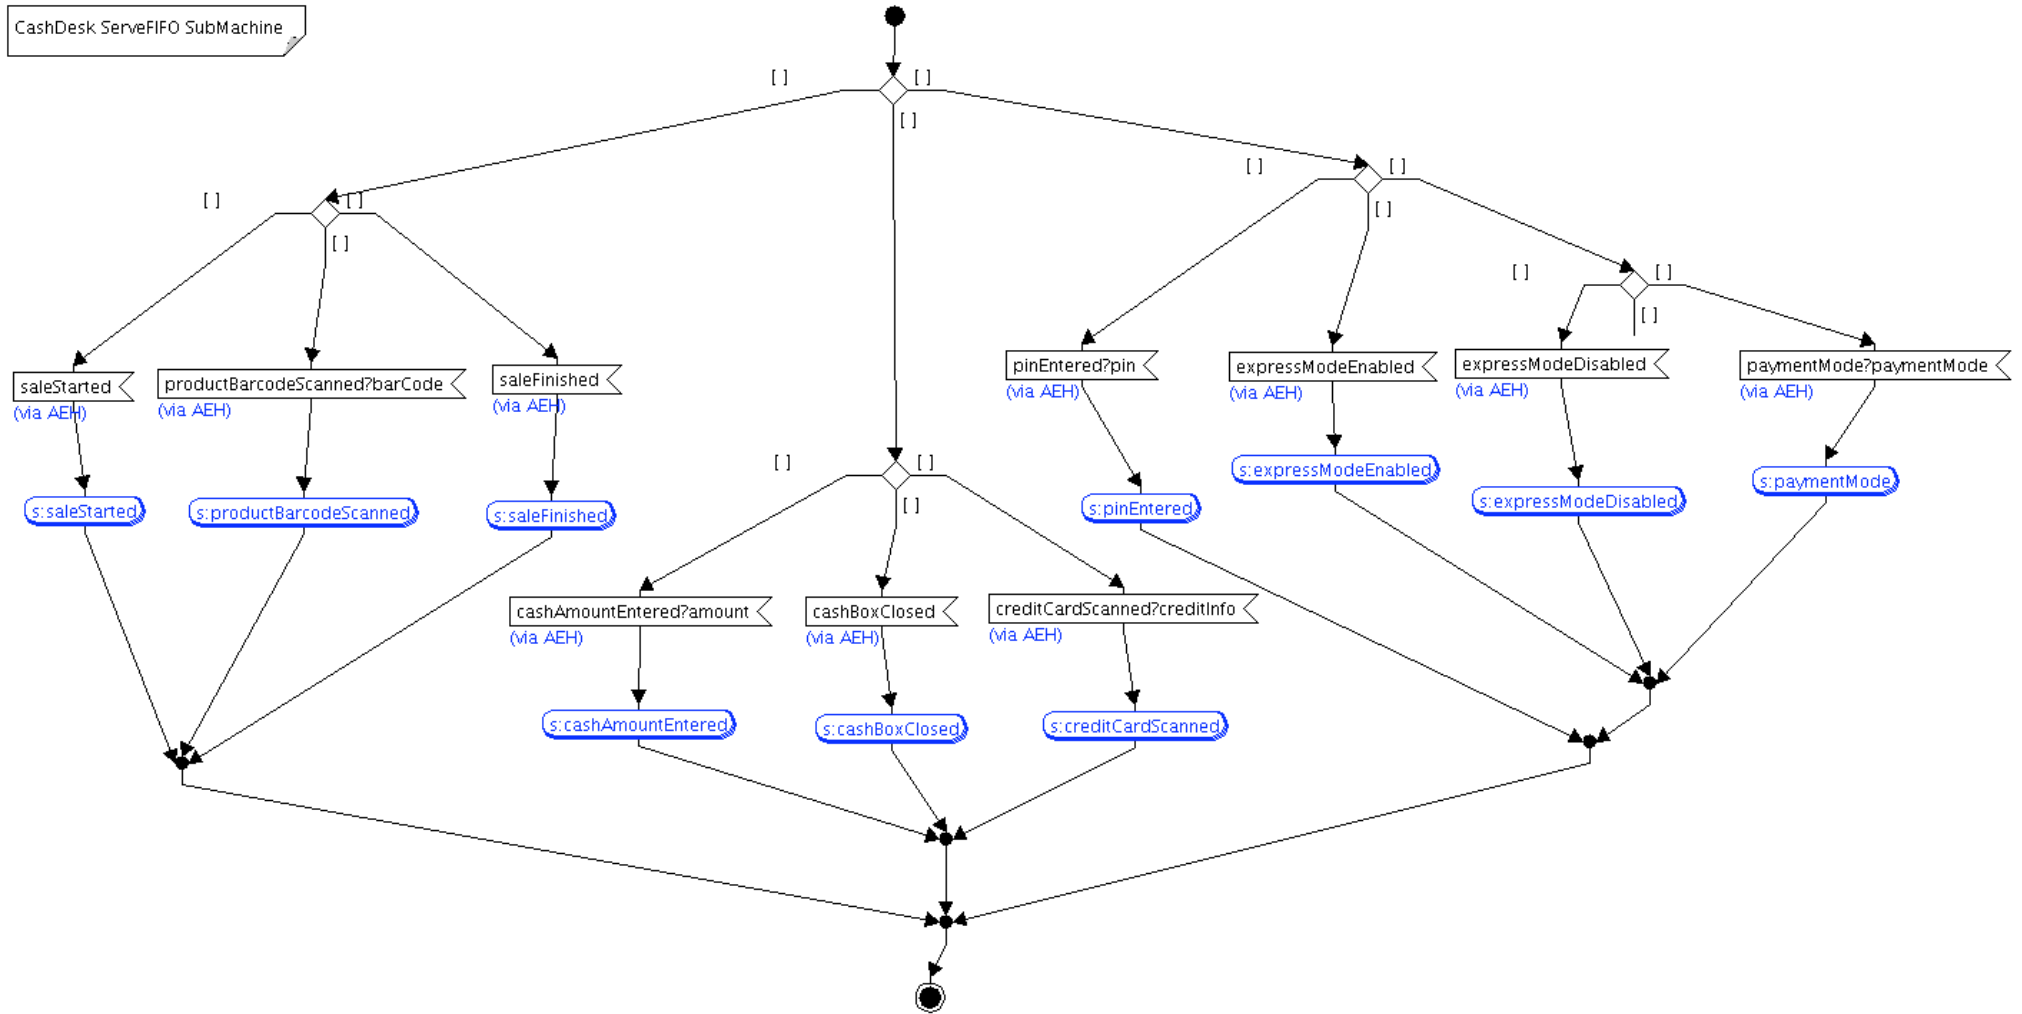 CashDesk ServeFIFO SubMachine
[ ] [ ]
[ ]
[ ] [ ]
[ ]
[ ] [ ]
[ ]
[ ] [ ]
[ ]
saleStarted
(via AEH)
productBarcodeScanned?barCode
(via AEH)
saleFinished
(via AEH)
pinEntered?pin
(via AEH)
expressModeEnabled
(via AEH)
expressModeDisabled
(via AEH)
paymentMode?paymentMode
(via AEH)
s:saleStarted
s:productBarcodeScanned
s:saleFinished
s:pinEntered
s:expressModeEnabled
s:expressModeDisabled
s:paymentMode
[ ] [ ]
[ ]
cashAmountEntered?amount
(via AEH)
cashBoxClosed
(via AEH)
creditCardScanned?creditInfo
(via AEH)
s:cashAmountEntered
s:cashBoxClosed
s:creditCardScanned